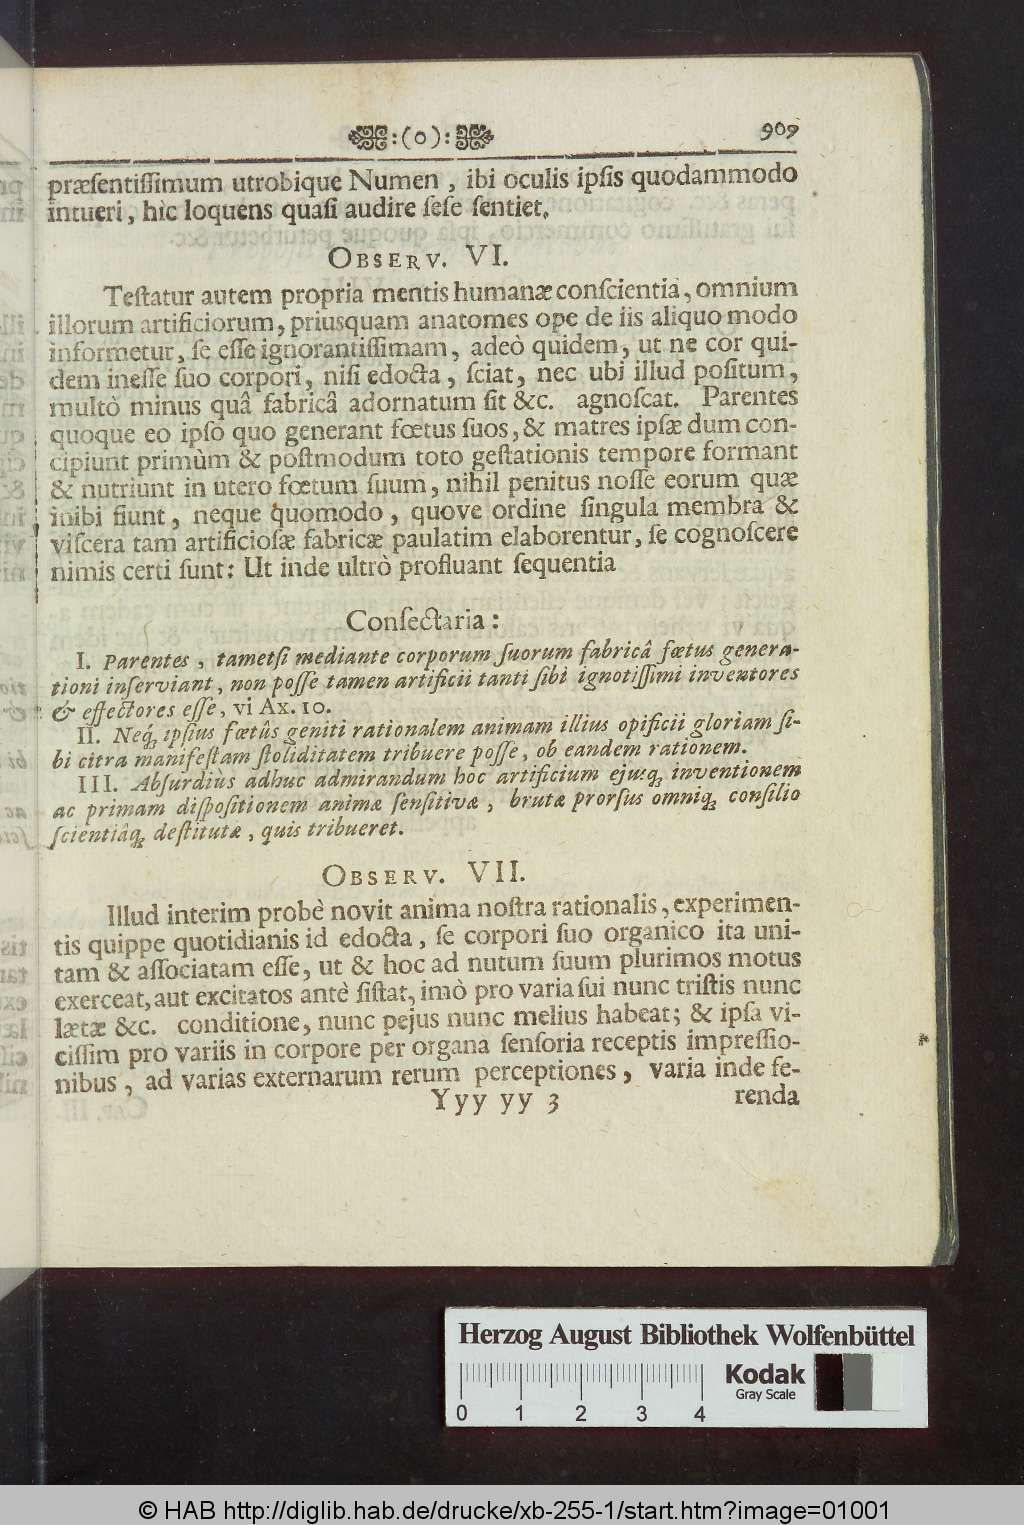 :(o): 909
præſentiſſimum utrobique Numen, ibi oculis ipſis quodammodo
intueri, hîc loquens quaſi audire ſeſe ſentiet.
OBSERV. VI.
Teſtatur autem propria mentis humanæ conſcientia, omnium
illorum artificiorum, priusquam anatomes ope de iis aliquo modo
informetur, ſe eſſe ignorantiſſimam, adeò quidem, ut ne cor qui-
dem ineſſe ſuo corpori, niſi edocta, ſciat, nec ubi illud poſitum,
multò minus quâ fabricâ adornatum ſit &c. agnoſcat. Parentes
quoque eo ipſo quo generant fœtus ſuos, & matres ipſæ dum con-
cipiunt primùm & poſtmodum toto geſtationis tempore formant
& nutriunt in utero fœtum ſuum, nihil penitus noſſe eorum quæ
inibi fiunt, neque quomodo, quove ordine ſingula membra &
viſcera tam artificioſæ fabricæ paulatim elaborentur, ſe cognoſcere
nimis certi ſunt: Ut inde ultrò profluant ſequentia
Conſectaria:
I. Parentes, tametſi mediante corporum ſuorum fabricâ fœtus genera-
tioni inſerviant, non poſſe tamen artificii tanti ſibi ignotiſſimi inventores
& effectores eſſe, vi Ax. 10.
II. Neq; ipſius fœtûs geniti rationalem animam illius opificii gloriam ſi-
bi citra manifeſtam ſtoliditatem tribuere poſſe, ob eandem rationem.
III. Abſurdiùs adhuc admirandum hoc artificium ejusq; inventionem
ac primam diſpoſitionem animæ ſenſitivæ, brutæ prorſus omniq; conſilio
ſcientiâq; deſtitutæ, quis tribueret.
OBSERV. VII.
Illud interim probè novit anima noſtra rationalis, experimen-
tis quippe quotidianis id edocta, ſe corpori ſuo organico ita uni-
tam & aſſociatam eſſe, ut & hoc ad nutum ſuum plurimos motus
exerceat, aut excitatos antè ſiſtat, imò pro varia ſui nunc triſtis nunc
lætæ &c. conditione, nunc pejus nunc melius habeat; & ipſa vi-
ciſſim pro variis in corpore per organa ſenſoria receptis impreſſio-
nibus, ad varias externarum rerum perceptiones, varia inde fe-
Yyy yy 3 renda
Herzog August Bibliothek Wolfenbüttel
Kodak
Gray Scale
0 1 2 3 4
© HAB http://diglib.hab.de/drucke/xb-255-1/start.htm?image=01001